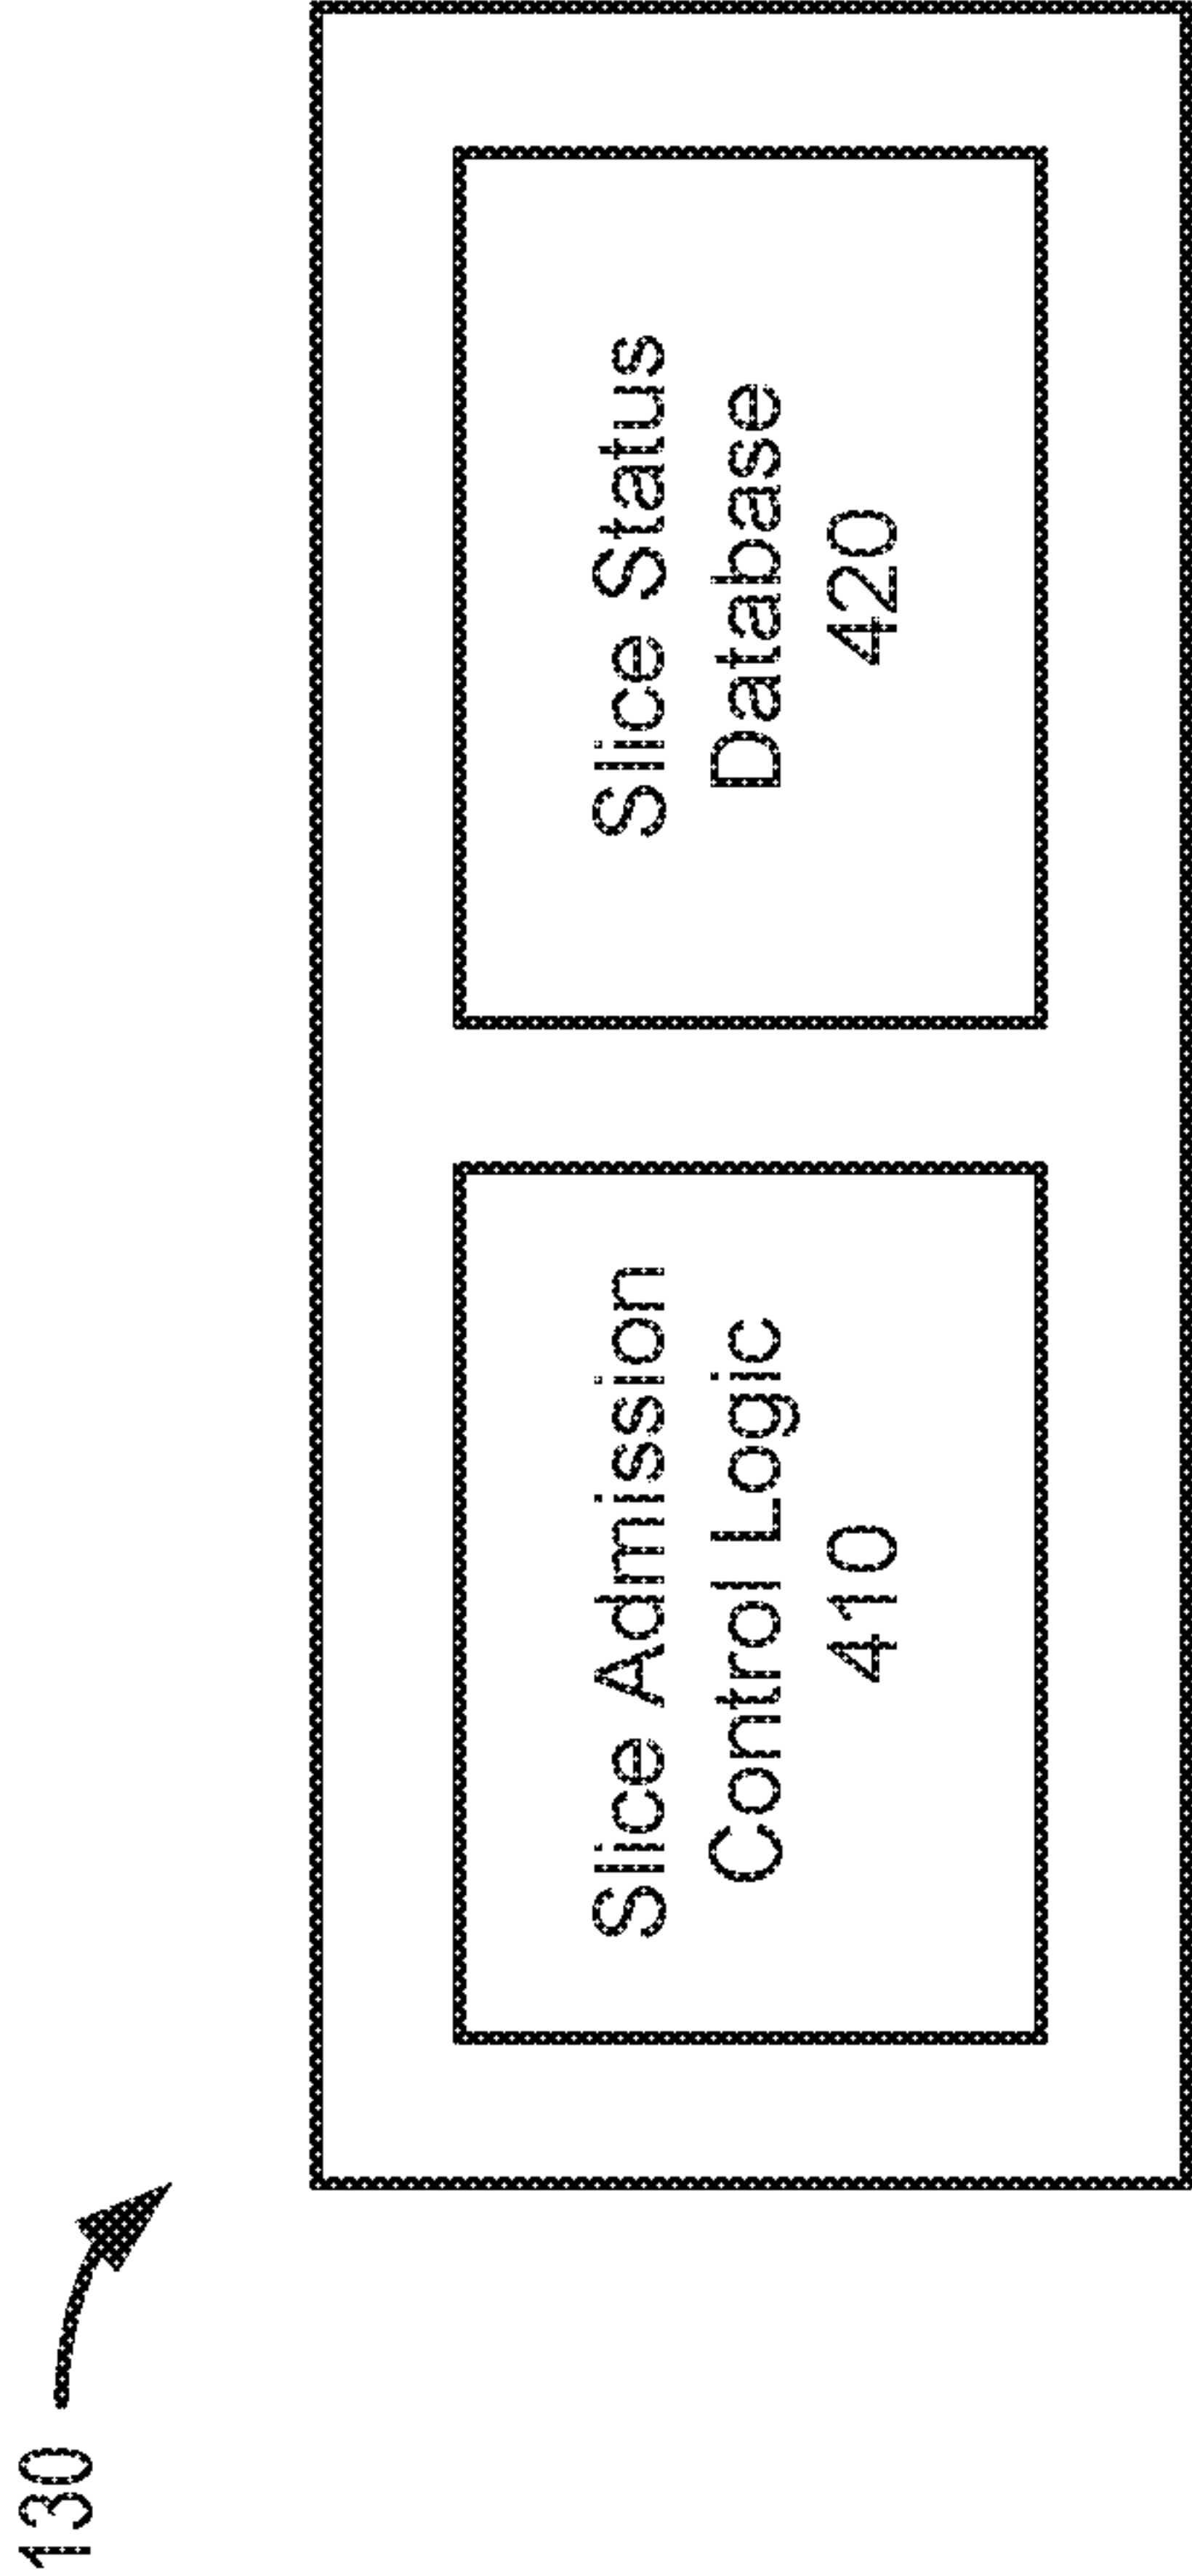 130
Slice Admission
Control Logic
410
Slice Status
Database
420